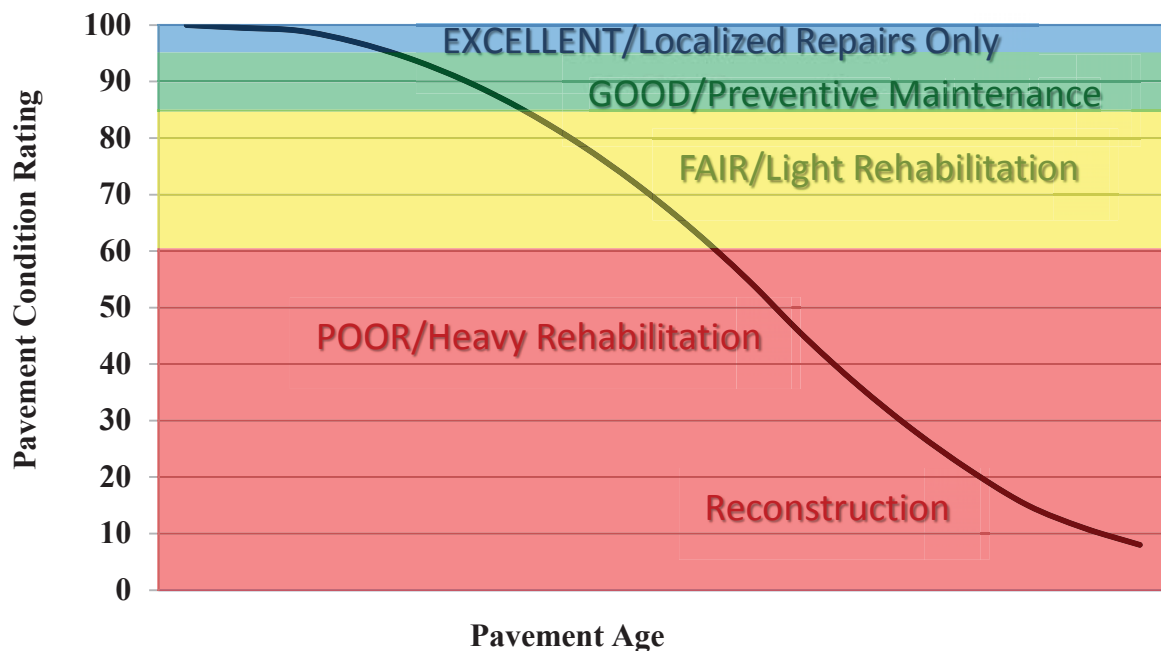 100
90
80
70
60
50
40
30
20
10
0
Pavement Condition Rating
EXCELLENT/Localized Repairs Only
GOOD/Preventive Maintenance
FAIR/Light Rehabilitation
POOR/Heavy Rehabilitation
Reconstruction
Pavement Age